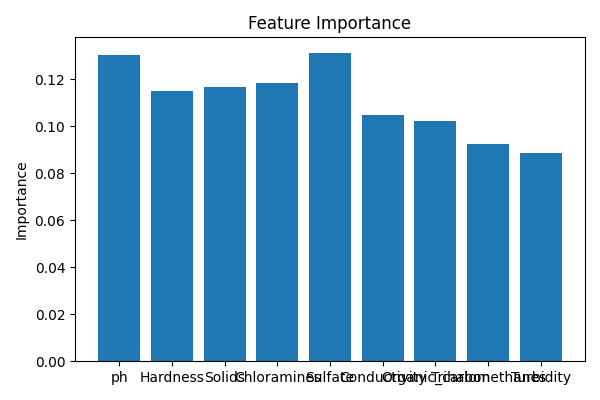 Feature Importance
Importance
0.12
0.10
0.08
0.06
0.04
0.02
0.00
ph Hardness Solids Chloramines Sulfate Conductivity Organic_carbon Trihalomethanes Turbidity